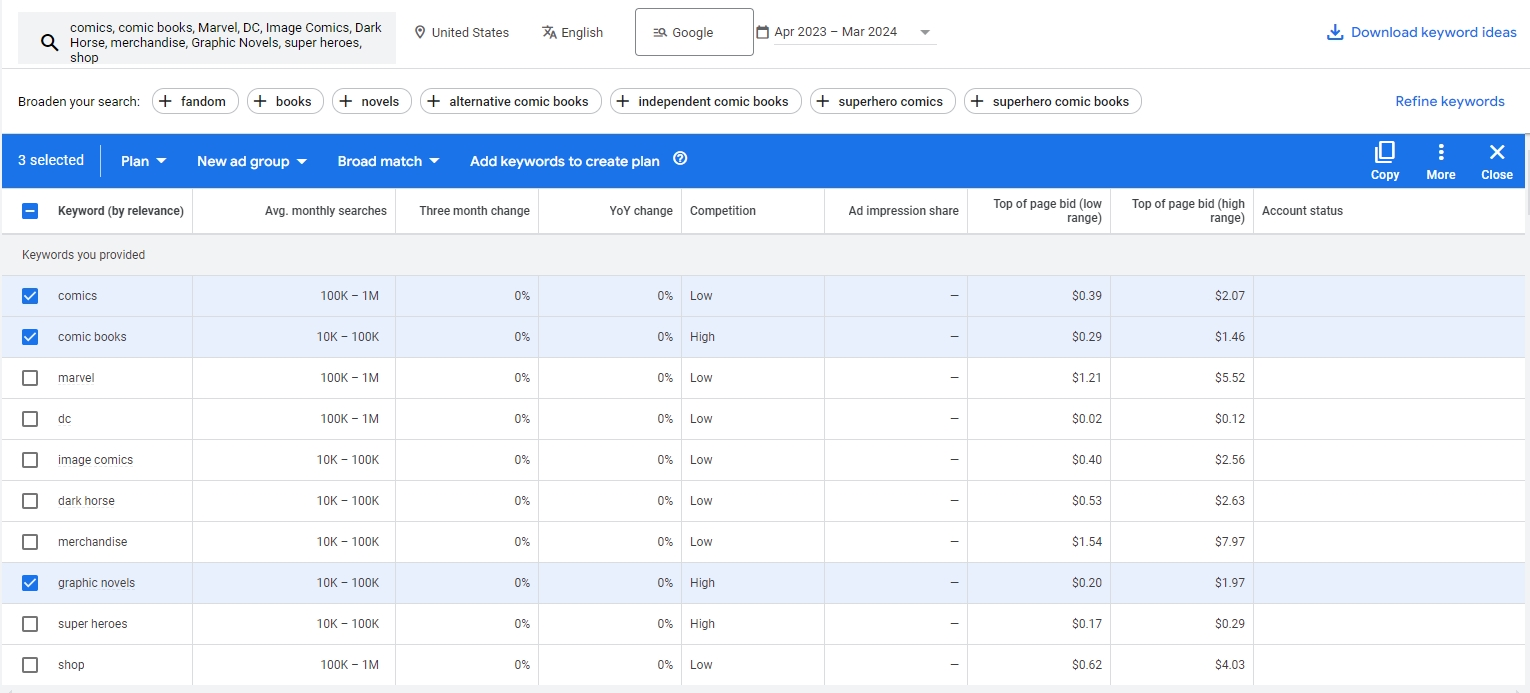 comics, comic books, Marvel, DC, Image Comics, Dark
Horse, merchandise, Graphic Novels, super heroes,
shop
United States
English
Google
Apr 2023 – Mar 2024
Download keyword ideas
Broaden your search:
fandom
books
novels
alternative comic books
independent comic books
superhero comics
superhero comic books
Refine keywords
3 selected
Plan
New ad group
Broad match
Add keywords to create plan
Copy
More
Close
Keyword (by relevance)
Avg. monthly searches
Three month change
YoY change
Competition
Ad impression share
Top of page bid (low
range)
Top of page bid (high
range)
Account status
Keywords you provided
comics 100K – 1M 0% 0% Low – $0.39 $2.07
comic books 10K – 100K 0% 0% High – $0.29 $1.46
marvel 100K – 1M 0% 0% Low – $1.21 $5.52
dc 100K – 1M 0% 0% Low – $0.02 $0.12
image comics 10K – 100K 0% 0% Low – $0.40 $2.56
dark horse 10K – 100K 0% 0% Low – $0.53 $2.63
merchandise 10K – 100K 0% 0% Low – $1.54 $7.97
graphic novels 10K – 100K 0% 0% High – $0.20 $1.97
super heroes 10K – 100K 0% 0% High – $0.17 $0.29
shop 100K – 1M 0% 0% Low – $0.62 $4.03